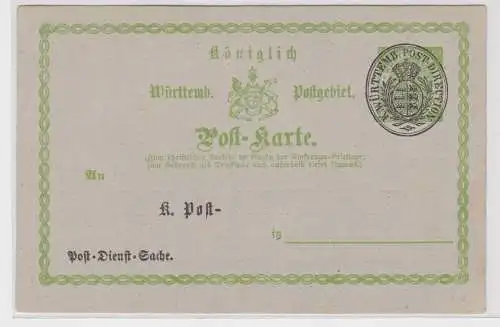 Königlich
Württemb. Postgebiet.
Post-Karte.
K. WÜRTTEMB. POST-DIRECTION
An
K. Post-
in
Post-Dienst-Sache.